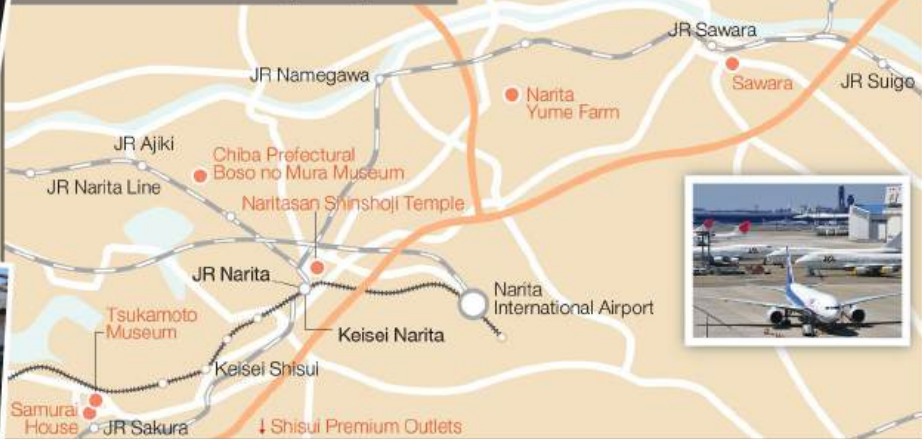 JR Sawara
JR Namegawa
Sawara
JR Suigo
Narita
Yume Farm
JR Ajiki
Chiba Prefectural
Boso no Mura Museum
JR Narita Line
Naritasan Shinshoji Temple
JR Narita
Narita
International Airport
Tsukamoto
Museum
Keisei Narita
Keisei Shisui
Samurai
House
JR Sakura
↓ Shisui Premium Outlets